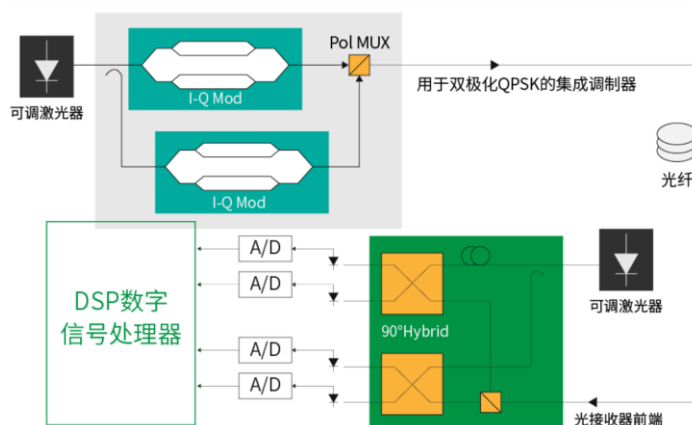 Pol MUX
I-Q Mod
用于双极化QPSK的集成调制器
可调激光器
I-Q Mod
光纤
A/D
A/D
DSP数字
信号处理器
90°Hybrid
可调激光器
A/D
A/D
光接收器前端